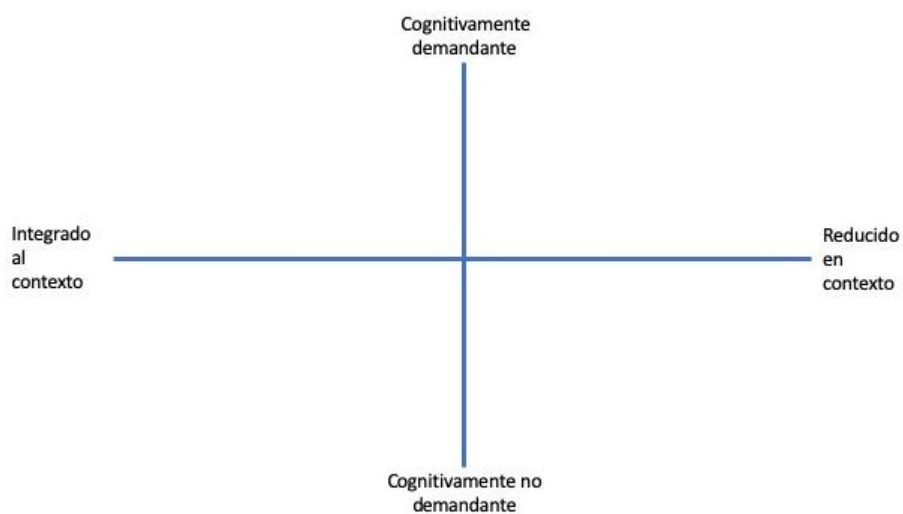 Cognitivamente
demandante
Integrado
al
contexto
Reducido
en
contexto
Cognitivamente no
demandante